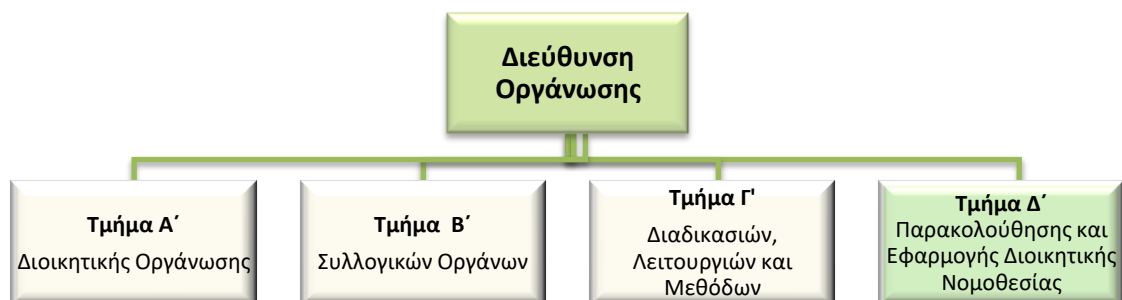 Διεύθυνση
Οργάνωσης
Τμήμα Α΄
Διοικητικής Οργάνωσης
Τμήμα Β΄
Συλλογικών Οργάνων
Τμήμα Γ'
Διαδικασιών,
Λειτουργιών και
Μεθόδων
Τμήμα Δ΄
Παρακολούθησης και
Εφαρμογής Διοικητικής
Νομοθεσίας